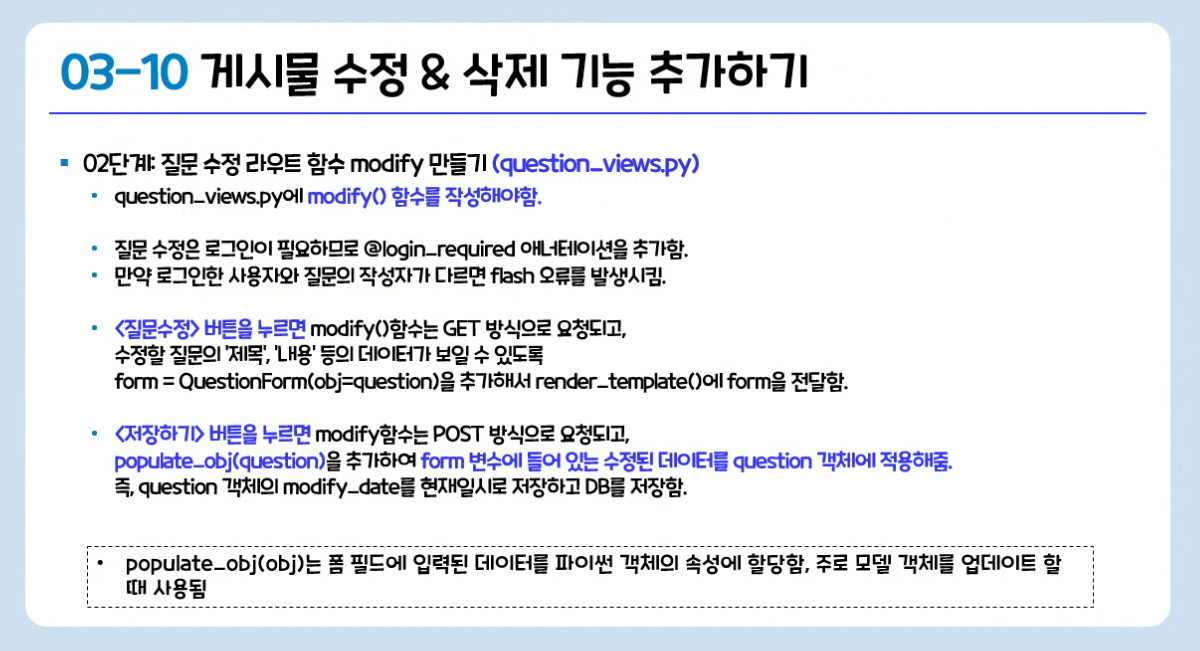 03-10 게시물 수정 & 삭제 기능 추가하기
02단계: 질문 수정 라우트 함수 modify 만들기 (question_views.py)
question_views.py에 modify() 함수를 작성해야함.
질문 수정은 로그인이 필요하므로 @login_required 애너테이션을 추가함.
만약 로그인한 사용자와 질문의 작성자가 다르면 flash 오류를 발생시킴.
<질문수정> 버튼을 누르면 modify()함수는 GET 방식으로 요청되고,
수정할 질문의 '제목', '내용' 등의 데이터가 보일 수 있도록
form = QuestionForm(obj=question)을 추가해서 render_template()에 form을 전달함.
<저장하기> 버튼을 누르면 modify함수는 POST 방식으로 요청되고,
populate_obj(question)을 추가하여 form 변수에 들어 있는 수정된 데이터를 question 객체에 적용해줌.
즉, question 객체의 modify_date를 현재일시로 저장하고 DB를 저장함.
populate_obj(obj)는 폼 필드에 입력된 데이터를 파이썬 객체의 속성에 할당함, 주로 모델 객체를 업데이트 할
때 사용됨